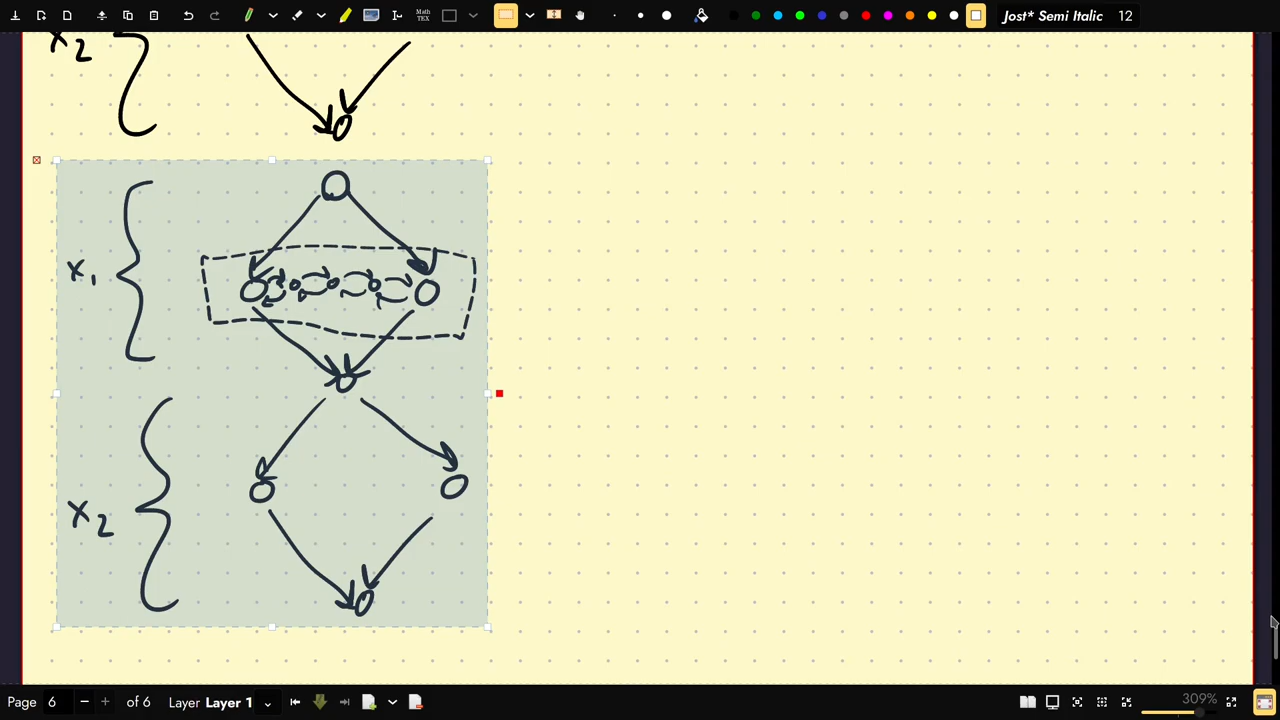 Math TEX Jost* Semi Italic 12
x2
x1
x2
Page 6 of 6 Layer Layer 1 309%